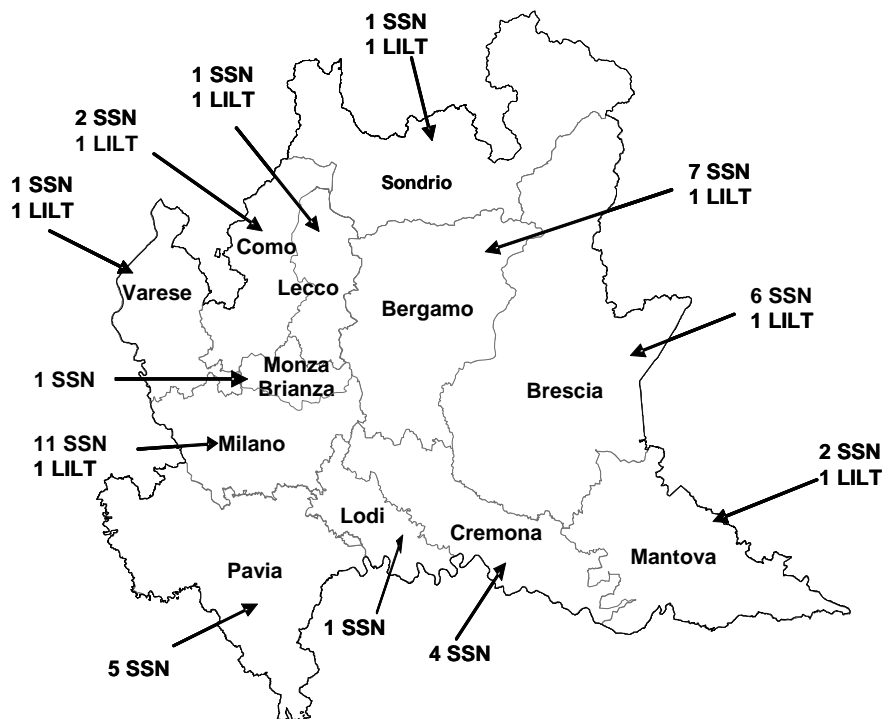 1 SSN
1 LILT
1 SSN
1 LILT
2 SSN
1 LILT
1 SSN
1 LILT
7 SSN
1 LILT
Sondrio
Como
Lecco
Varese
Bergamo
6 SSN
1 LILT
Monza
Brianza
1 SSN
Brescia
11 SSN
1 LILT
Milano
2 SSN
1 LILT
Lodi
Cremona
Mantova
Pavia
1 SSN
4 SSN
5 SSN